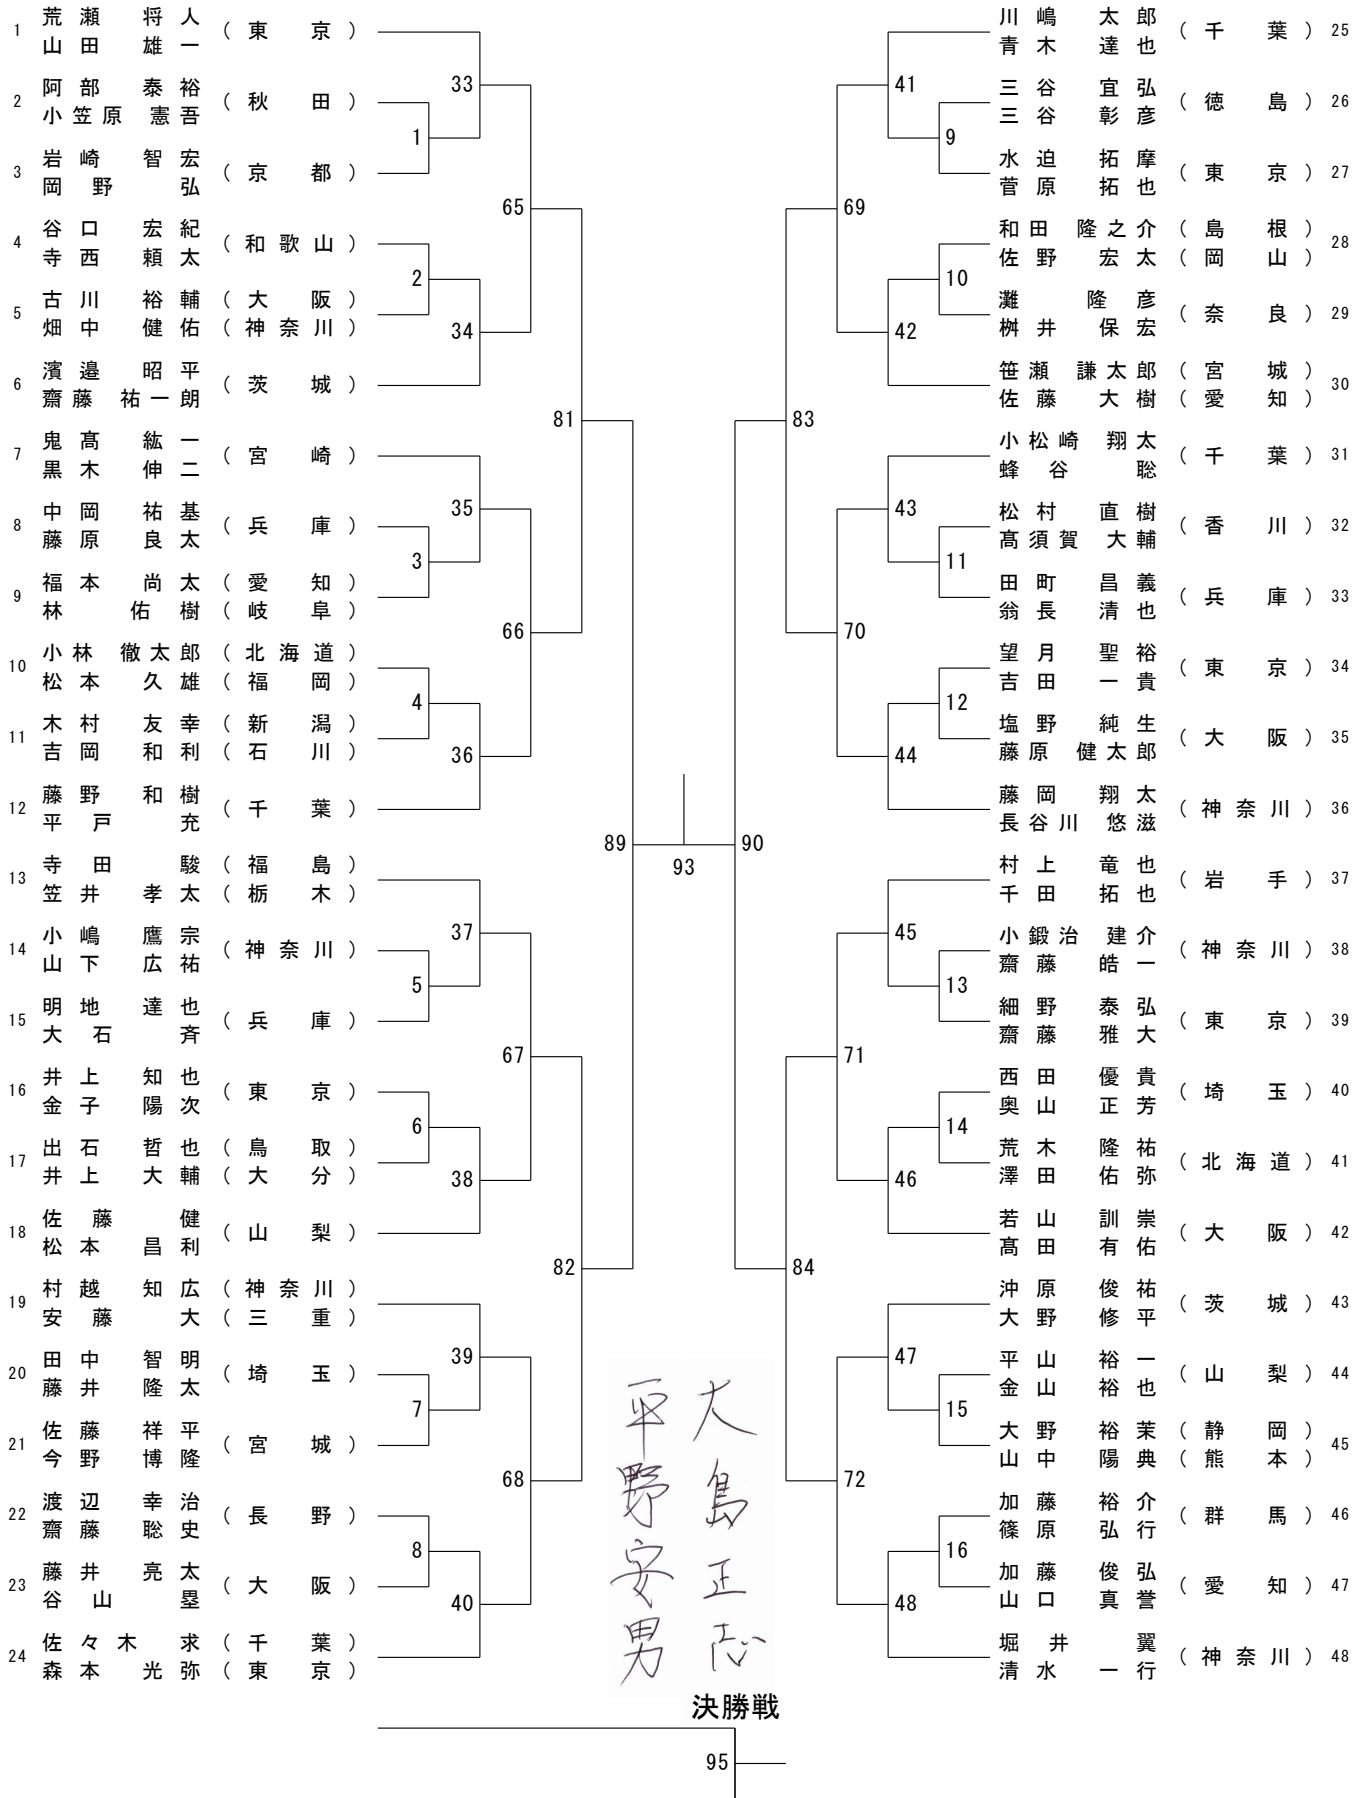 1 荒瀬 将人 (東京)
山田 雄一
2 阿部 泰裕 (秋田)
小笠原 憲吾
3 岩崎 智宏 (京都)
岡野 弘
4 谷口 宏紀 (和歌山)
寺西 頼太
5 古川 裕輔 (大阪)
畑中 健佑 (神奈川)
6 濱邉 昭平 (茨城)
齋藤 祐一朗
7 鬼髙 紘一 (宮崎)
黒木 伸二
8 中岡 祐基 (兵庫)
藤原 良太
9 福本 尚太 (愛知)
林 佑樹 (岐阜)
10 小林 徹太郎 (北海道)
松本 久雄 (福岡)
11 木村 友幸 (新潟)
吉岡 和利 (石川)
12 藤野 和樹 (千葉)
平戸 充
13 寺田 駿 (福島)
笠井 孝太 (栃木)
14 小嶋 鷹宗 (神奈川)
山下 広祐
15 明地 達也 (兵庫)
大石 斉
16 井上 知也 (東京)
金子 陽次
17 出石 哲也 (鳥取)
井上 大輔 (大分)
18 佐藤 健 (山梨)
松本 昌利
19 村越 知広 (神奈川)
安藤 大 (三重)
20 田中 智明 (埼玉)
藤井 隆太
21 佐藤 祥平 (宮城)
今野 博隆
22 渡辺 幸治 (長野)
齋藤 聡史
23 藤井 亮太 (大阪)
谷山 塁
24 佐々木 求 (千葉)
森本 光弥 (東京)
1
2
3
4
5
6
7
8
33
34
35
36
37
38
39
40
65
66
67
68
81
82
89
93
90
83
84
69
70
71
72
41
42
43
44
45
46
47
48
9
10
11
12
13
14
15
16
川嶋 太郎 (千葉) 25
青木 達也
三谷 宜弘 (徳島) 26
三谷 彰彦
水迫 拓摩 (東京) 27
菅原 拓也
和田 隆之介 (島根) 28
佐野 宏太 (岡山)
灘 隆彦 (奈良) 29
桝井 保宏
笹瀬 謙太郎 (宮城) 30
佐藤 大樹 (愛知)
小松崎 翔太 (千葉) 31
蜂谷 聡
松村 直樹 (香川) 32
髙須賀 大輔
田町 昌義 (兵庫) 33
翁長 清也
望月 聖裕 (東京) 34
吉田 一貴
塩野 純生 (大阪) 35
藤原 健太郎
藤岡 翔太 (神奈川) 36
長谷川 悠滋
村上 竜也 (岩手) 37
千田 拓也
小鍛治 建介 (神奈川) 38
齋藤 皓一
細野 泰弘 (東京) 39
齋藤 雅大
西田 優貴 (埼玉) 40
奥山 正芳
荒木 隆祐 (北海道) 41
澤田 佑弥
若山 訓崇 (大阪) 42
髙田 有佑
沖原 俊祐 (茨城) 43
大野 修平
平山 裕一 (山梨) 44
金山 裕也
大野 裕茉 (静岡) 45
山中 陽典 (熊本)
加藤 裕介 (群馬) 46
篠原 弘行
加藤 俊弘 (愛知) 47
山口 真誉
堀井 翼 (神奈川) 48
清水 一行
大島正志
平野安男
決勝戦
95